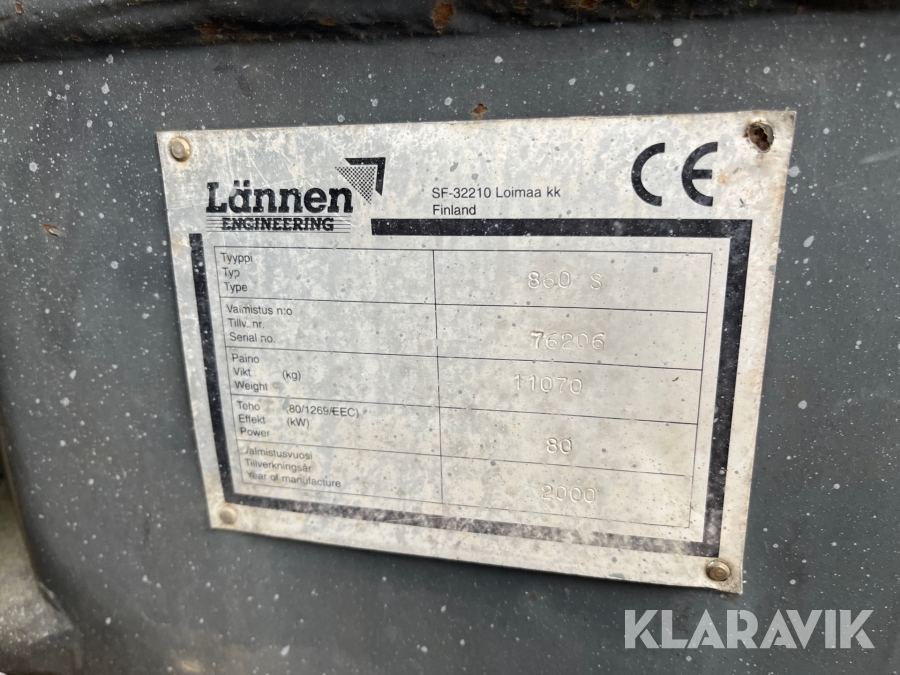 Lännen
ENGINEERING
SF-32210 Loimaa kk
Finland
CE
Tyyppi
Typ
Type
860 S
Valmistus n:o
Tillv. nr.
Serial no.
76206
Paino
Vikt (kg)
Weight
11070
Teho (80/1269/EEC)
Effekt (kW)
Power
80
Valmistusvuosi
Tillverkningsår
Year of manufacture
2000
KLARAVIK